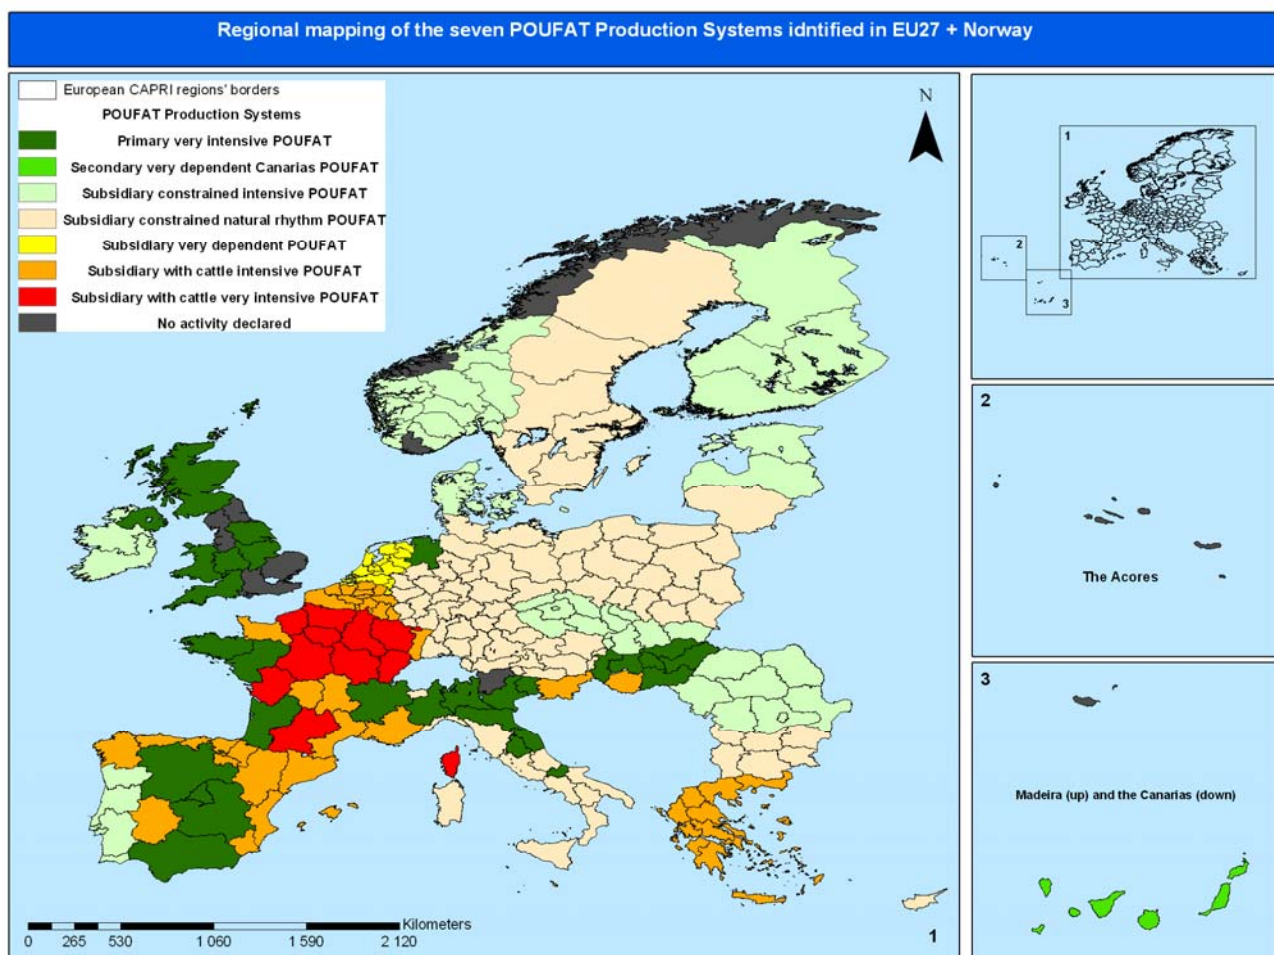 Regional mapping of the seven POUFAT Production Systems idntified in EU27 + Norway
European CAPRI regions' borders
POUFAT Production Systems
Primary very intensive POUFAT
Secondary very dependent Canarias POUFAT
Subsidiary constrained intensive POUFAT
Subsidiary constrained natural rhythm POUFAT
Subsidiary very dependent POUFAT
Subsidiary with cattle intensive POUFAT
Subsidiary with cattle very intensive POUFAT
No activity declared
N
0 265 530 1 060 1 590 2 120
Kilometers
1
1
2
3
2
The Acores
3
Madeira (up) and the Canarias (down)